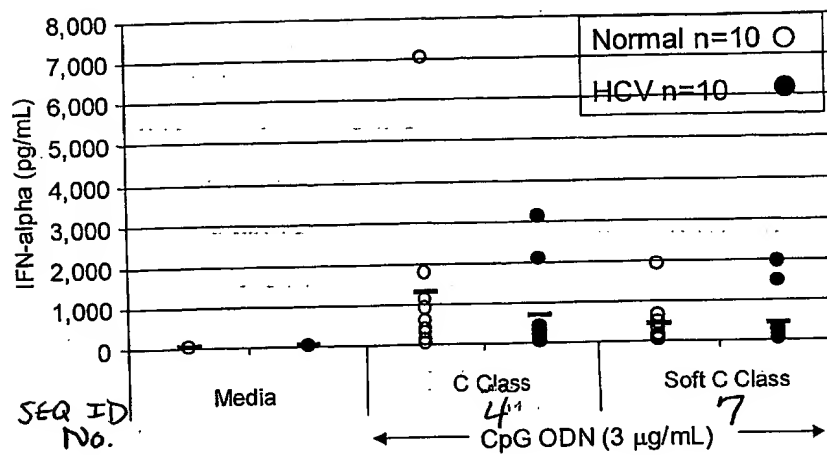 8,000
7,000
6,000
5,000
4,000
3,000
2,000
1,000
0
IFN-alpha (pg/mL)
Normal n=10
HCV n=10
Media
C Class
Soft C Class
SEQ ID
No.
4
7
CpG ODN (3 µg/mL)